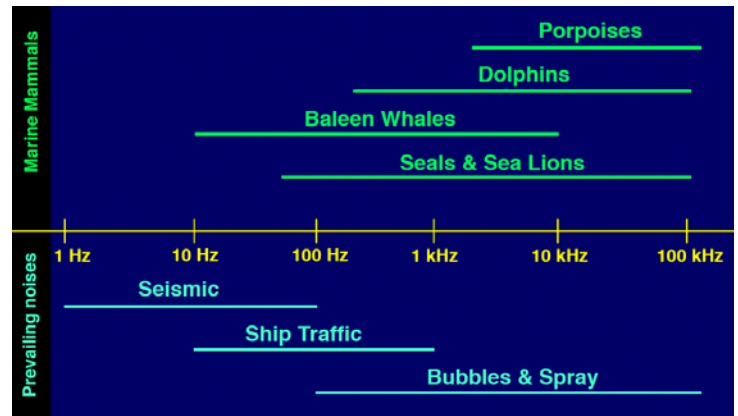 Marine Mammals
Porpoises
Dolphins
Baleen Whales
Seals & Sea Lions
1 Hz 10 Hz 100 Hz 1 kHz 10 kHz 100 kHz
Prevailing noises
Seismic
Ship Traffic
Bubbles & Spray